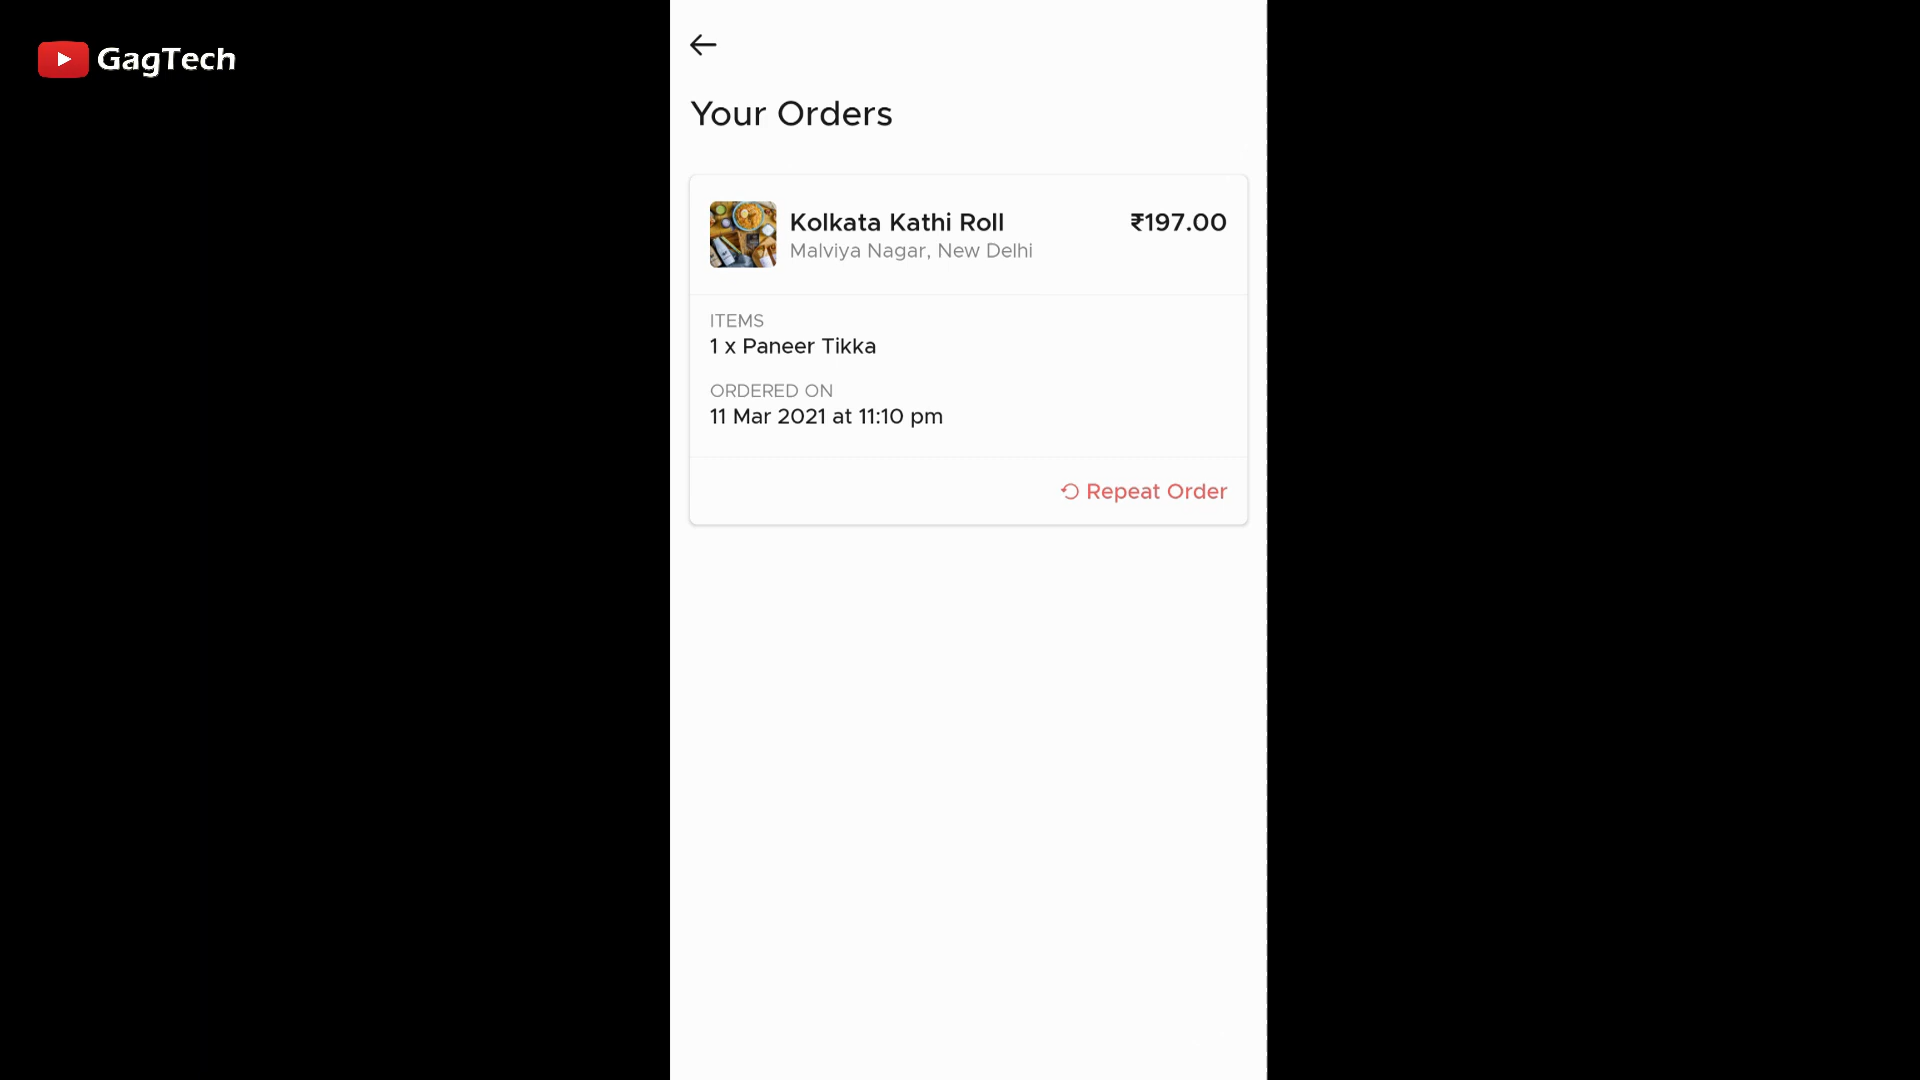 GagTech
Your Orders
Kolkata Kathi Roll
₹197.00
Malviya Nagar, New Delhi
ITEMS
1 x Paneer Tikka
ORDERED ON
11 Mar 2021 at 11:10 pm
Repeat Order